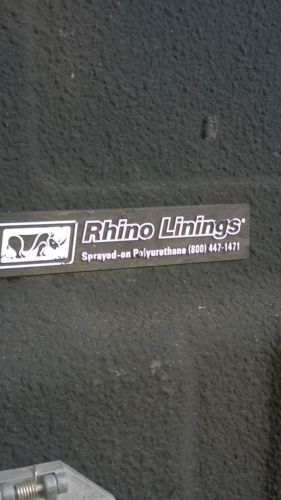 Rhino Linings®
Sprayed-on Polyurethane (800) 447-1471